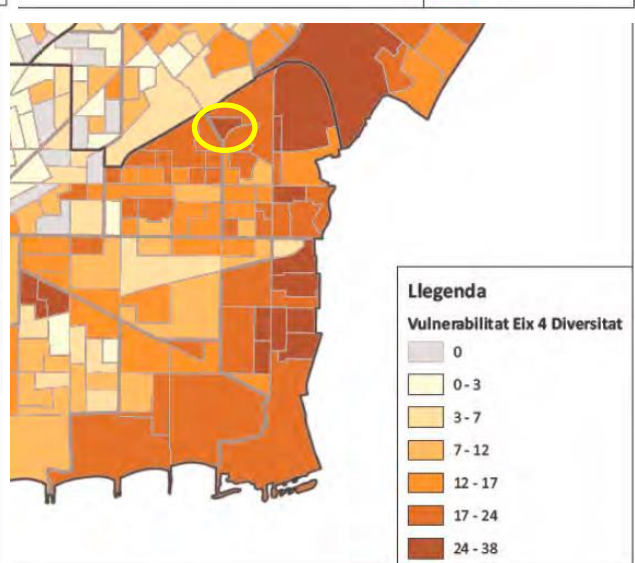 Llegenda
Vulnerabilitat Eix 4 Diversitat
0
0 - 3
3 - 7
7 - 12
12 - 17
17 - 24
24 - 38